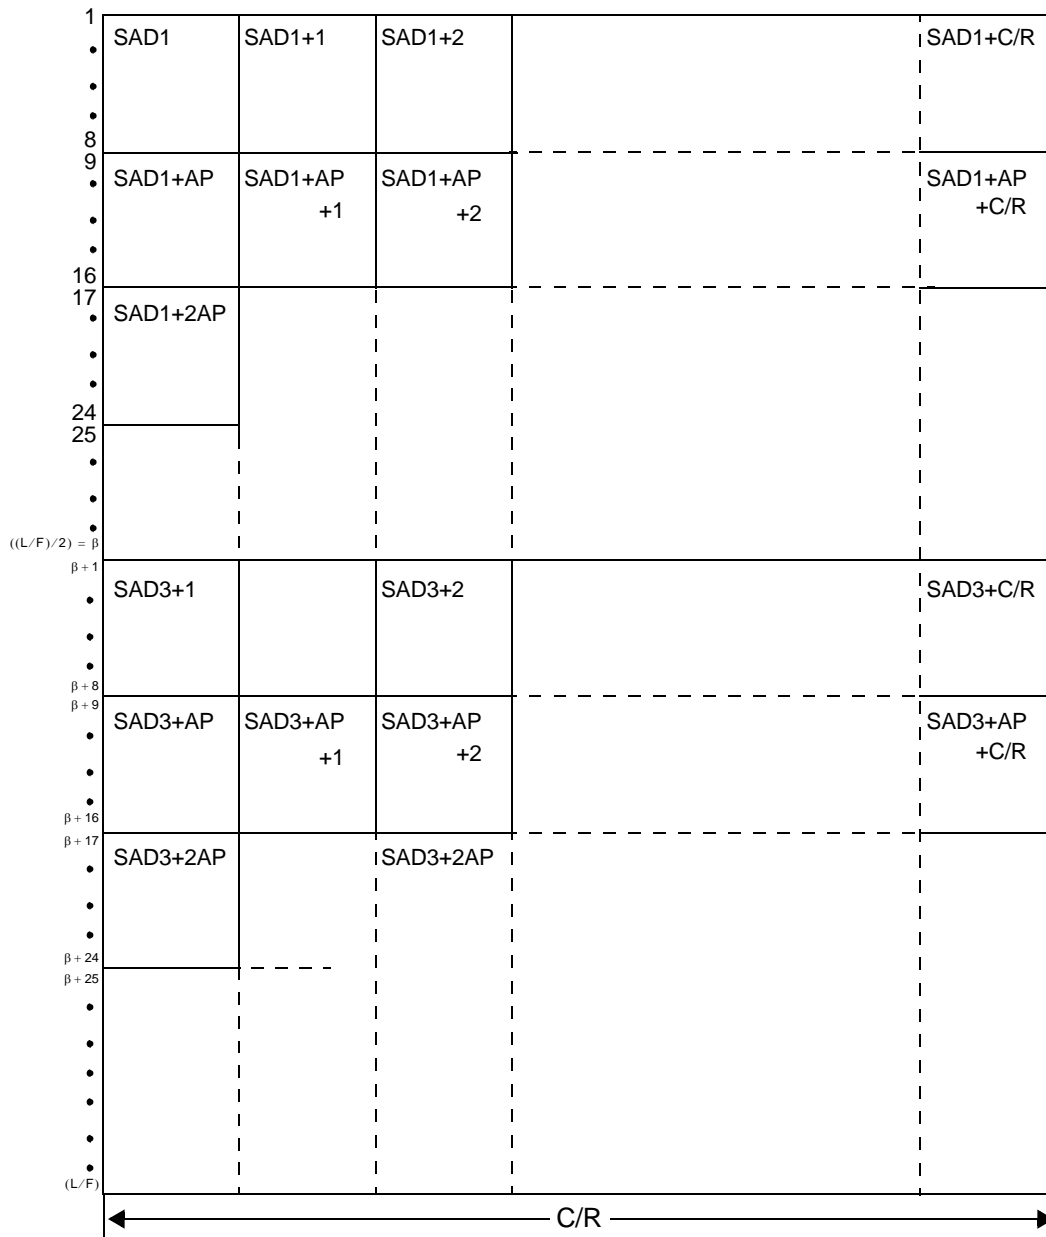 1
SAD1 SAD1+1 SAD1+2 SAD1+C/R
8
9
SAD1+AP SAD1+AP SAD1+AP SAD1+AP
+1 +2 +C/R
16
17
SAD1+2AP
24
25
((L/F)/2) = β
β + 1
SAD3+1 SAD3+2 SAD3+C/R
β + 8
β + 9
SAD3+AP SAD3+AP SAD3+AP SAD3+AP
+1 +2 +C/R
β + 16
β + 17
SAD3+2AP SAD3+2AP
β + 24
β + 25
(L/F)
C/R